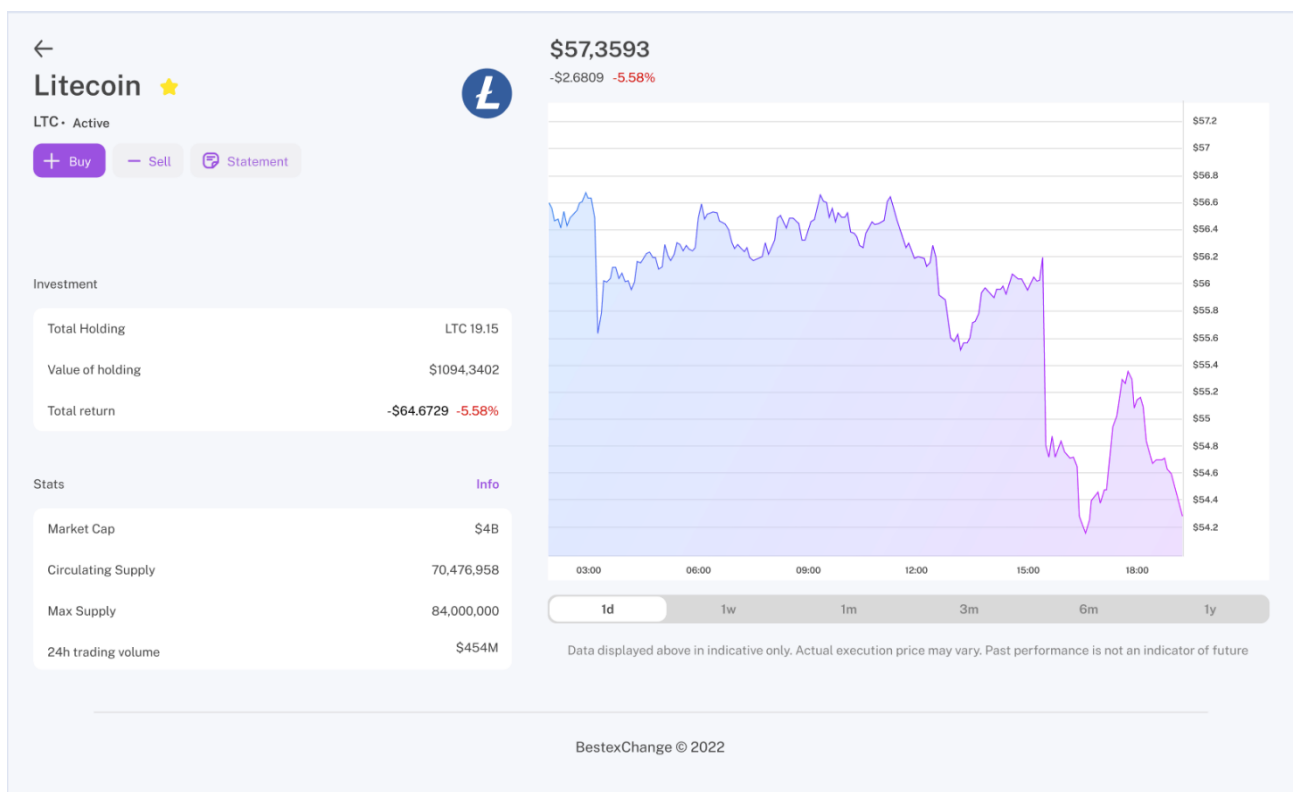 Litecoin
LTC • Active
Buy
Sell
Statement
Investment
Total Holding LTC 19.15
Value of holding $1094,3402
Total return -$64.6729 -5.58%
Stats Info
Market Cap $4B
Circulating Supply 70,476,958
Max Supply 84,000,000
24h trading volume $454M
$57,3593
-$2.6809 -5.58%
$57.2
$57
$56.8
$56.6
$56.4
$56.2
$56
$55.8
$55.6
$55.4
$55.2
$55
$54.8
$54.6
$54.4
$54.2
03:00 06:00 09:00 12:00 15:00 18:00
1d 1w 1m 3m 6m 1y
Data displayed above in indicative only. Actual execution price may vary. Past performance is not an indicator of future
BestexChange © 2022